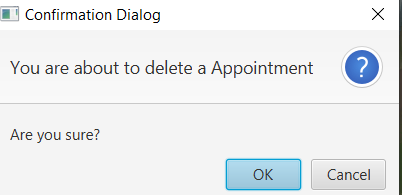 Confirmation Dialog
You are about to delete a Appointment
?
Are you sure?
OK Cancel